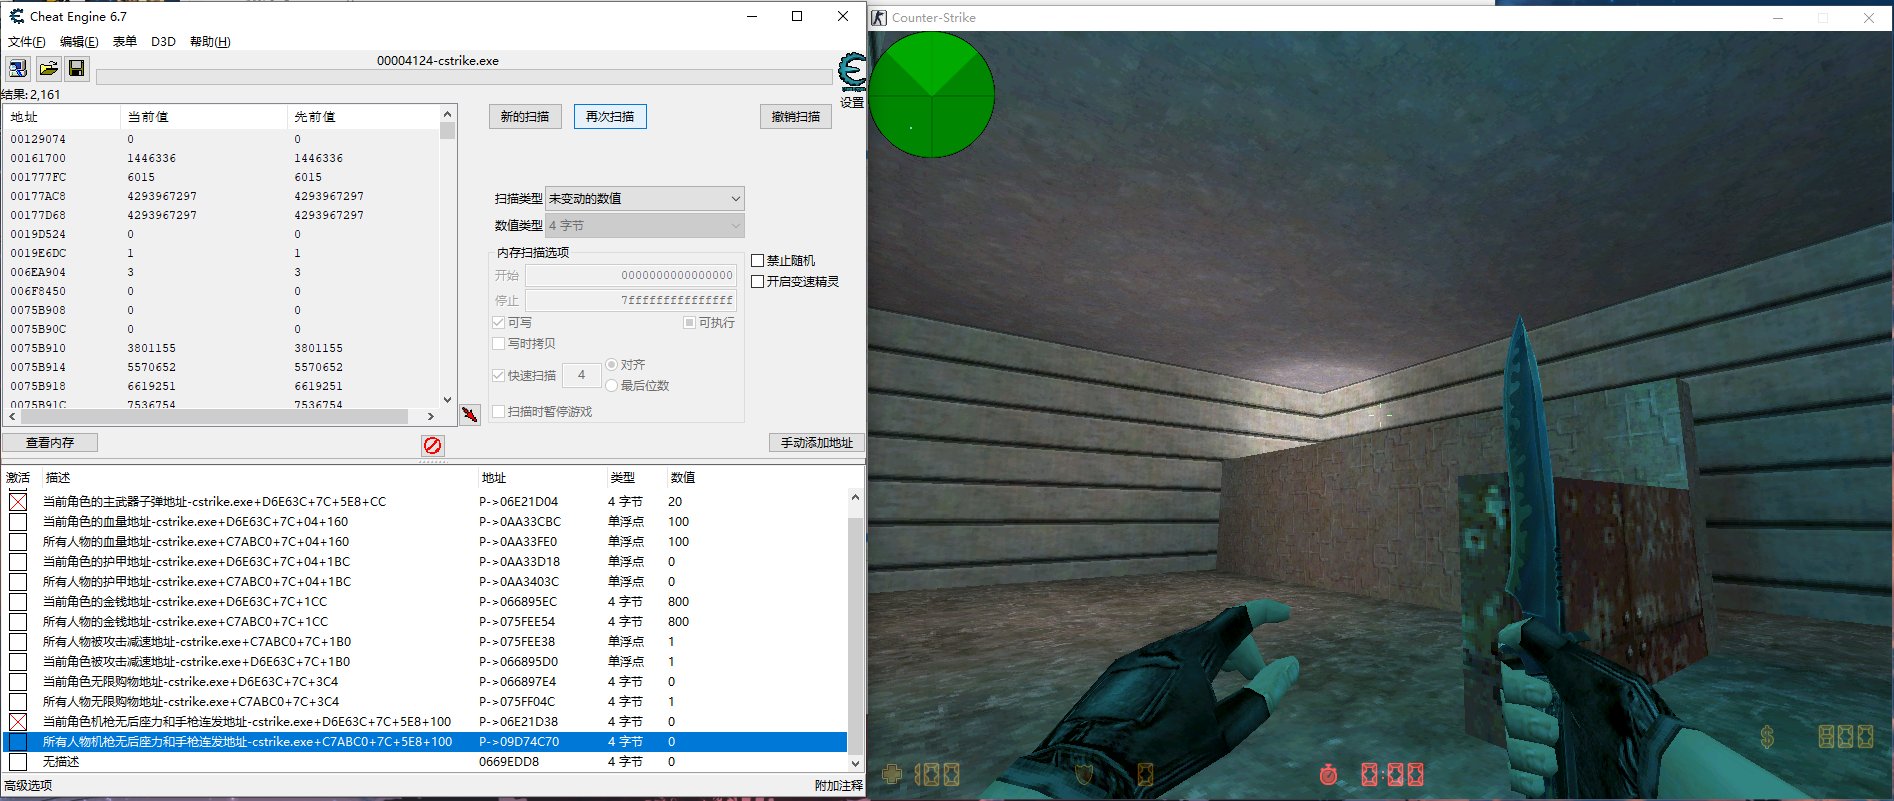 Cheat Engine 6.7
文件(F) 编辑(E) 表单 D3D 帮助(H)
00004124-cstrike.exe
设置
结果: 2,161
地址 当前值 先前值
00129074 0 0
00161700 1446336 1446336
001777FC 6015 6015
00177AC8 4293967297 4293967297
00177D68 4293967297 4293967297
0019D524 0 0
0019E6DC 1 1
006EA904 3 3
006F8450 0 0
0075B908 0 0
0075B90C 0 0
0075B910 3801155 3801155
0075B914 5570652 5570652
0075B918 6619251 6619251
0075B91C 7536754 7536754
新的扫描 再次扫描 撤销扫描
扫描类型 未变动的数值
数值类型 4 字节
内存扫描选项
开始 0000000000000000
停止 7fffffffffffffff
可写 可执行
写时拷贝
快速扫描 4 对齐
最后位数
扫描时暂停游戏
禁止随机
开启变速精灵
查看内存 手动添加地址
激活 描述 地址 类型 数值
当前角色的主武器子弹地址-cstrike.exe+D6E63C+7C+5E8+CC P->06E21D04 4 字节 20
当前角色的血量地址-cstrike.exe+D6E63C+7C+04+160 P->0AA33CBC 单浮点 100
所有人物的血量地址-cstrike.exe+C7ABC0+7C+04+160 P->0AA33FE0 单浮点 100
当前角色的护甲地址-cstrike.exe+D6E63C+7C+04+1BC P->0AA33D18 单浮点 0
所有人物的护甲地址-cstrike.exe+C7ABC0+7C+04+1BC P->0AA3403C 单浮点 0
当前角色的金钱地址-cstrike.exe+D6E63C+7C+1CC P->066895EC 4 字节 800
所有人物的金钱地址-cstrike.exe+C7ABC0+7C+1CC P->075FEE54 4 字节 800
所有人物被攻击减速地址-cstrike.exe+C7ABC0+7C+1B0 P->075FEE38 单浮点 1
当前角色被攻击减速地址-cstrike.exe+D6E63C+7C+1B0 P->066895D0 单浮点 1
当前角色无限购物地址-cstrike.exe+D6E63C+7C+3C4 P->066897E4 4 字节 0
所有人物无限购物地址-cstrike.exe+C7ABC0+7C+3C4 P->075FF04C 4 字节 1
当前角色机枪无后座力和手枪连发地址-cstrike.exe+D6E63C+7C+5E8+100 P->06E21D38 4 字节 0
所有人物机枪无后座力和手枪连发地址-cstrike.exe+C7ABC0+7C+5E8+100 P->09D74C70 4 字节 0
无描述 0669EDD8 4 字节 0
高级选项 附加注释
Counter-Strike
$ 800
100 0 0:00